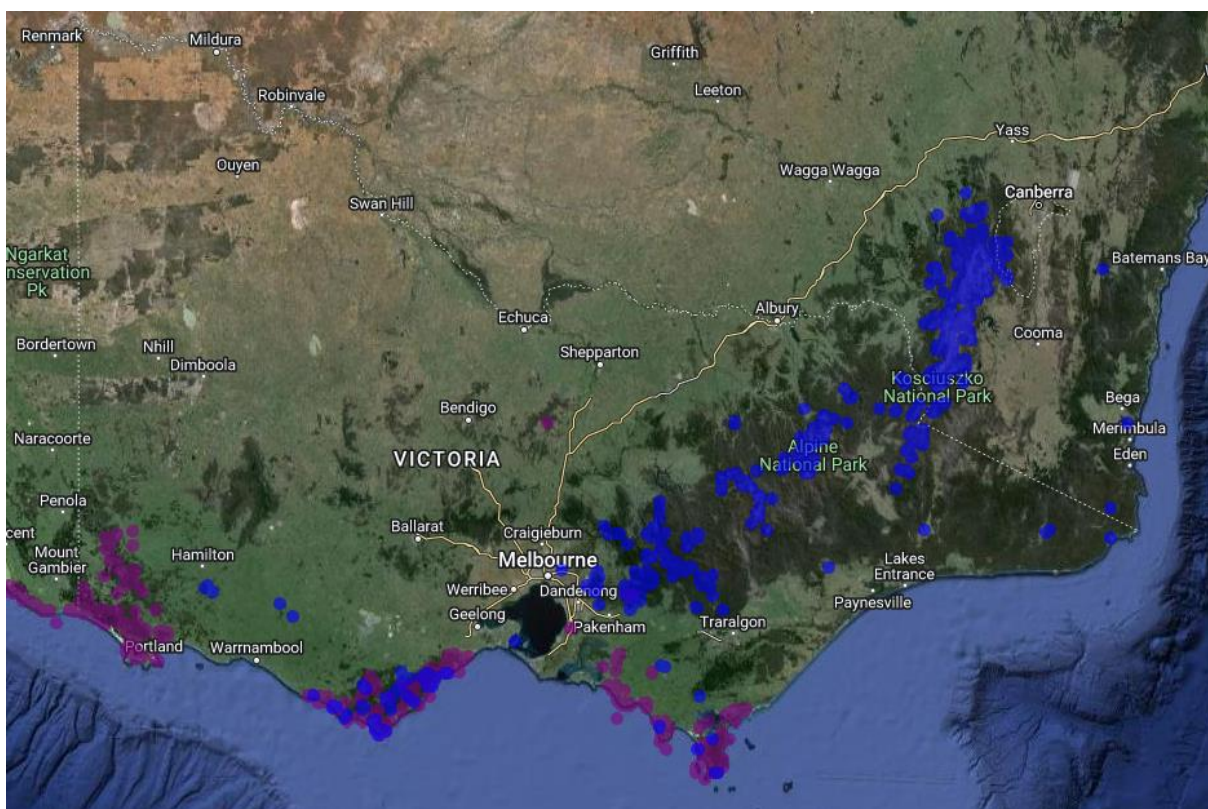 Renmark
Mildura
Griffith
Leeton
Robinvale
Yass
Ouyen
Wagga Wagga
Canberra
Swan Hill
Ngarkat
nservation
Pk
Batemans Bay
Albury
Echuca
Cooma
Bordertown
Nhill
Dimboola
Shepparton
Kosciuszko
National Park
Bega
Bendigo
Merimbula
Naracoorte
Alpine
National Park
Eden
VICTORIA
Penola
Ballarat
Craigieburn
cent
Mount
Gambier
Hamilton
Melbourne
Lakes
Entrance
Werribee
Dandenong
Paynesville
Geelong
Pakenham
Traralgon
Portland
Warrnambool